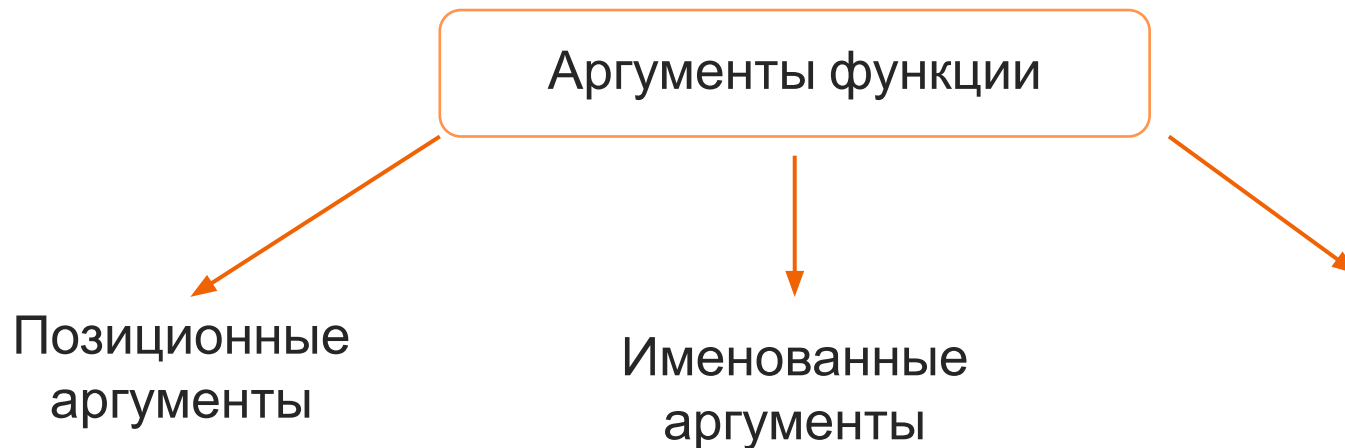 Аргументы функции
Позиционные
аргументы
Именованные
аргументы